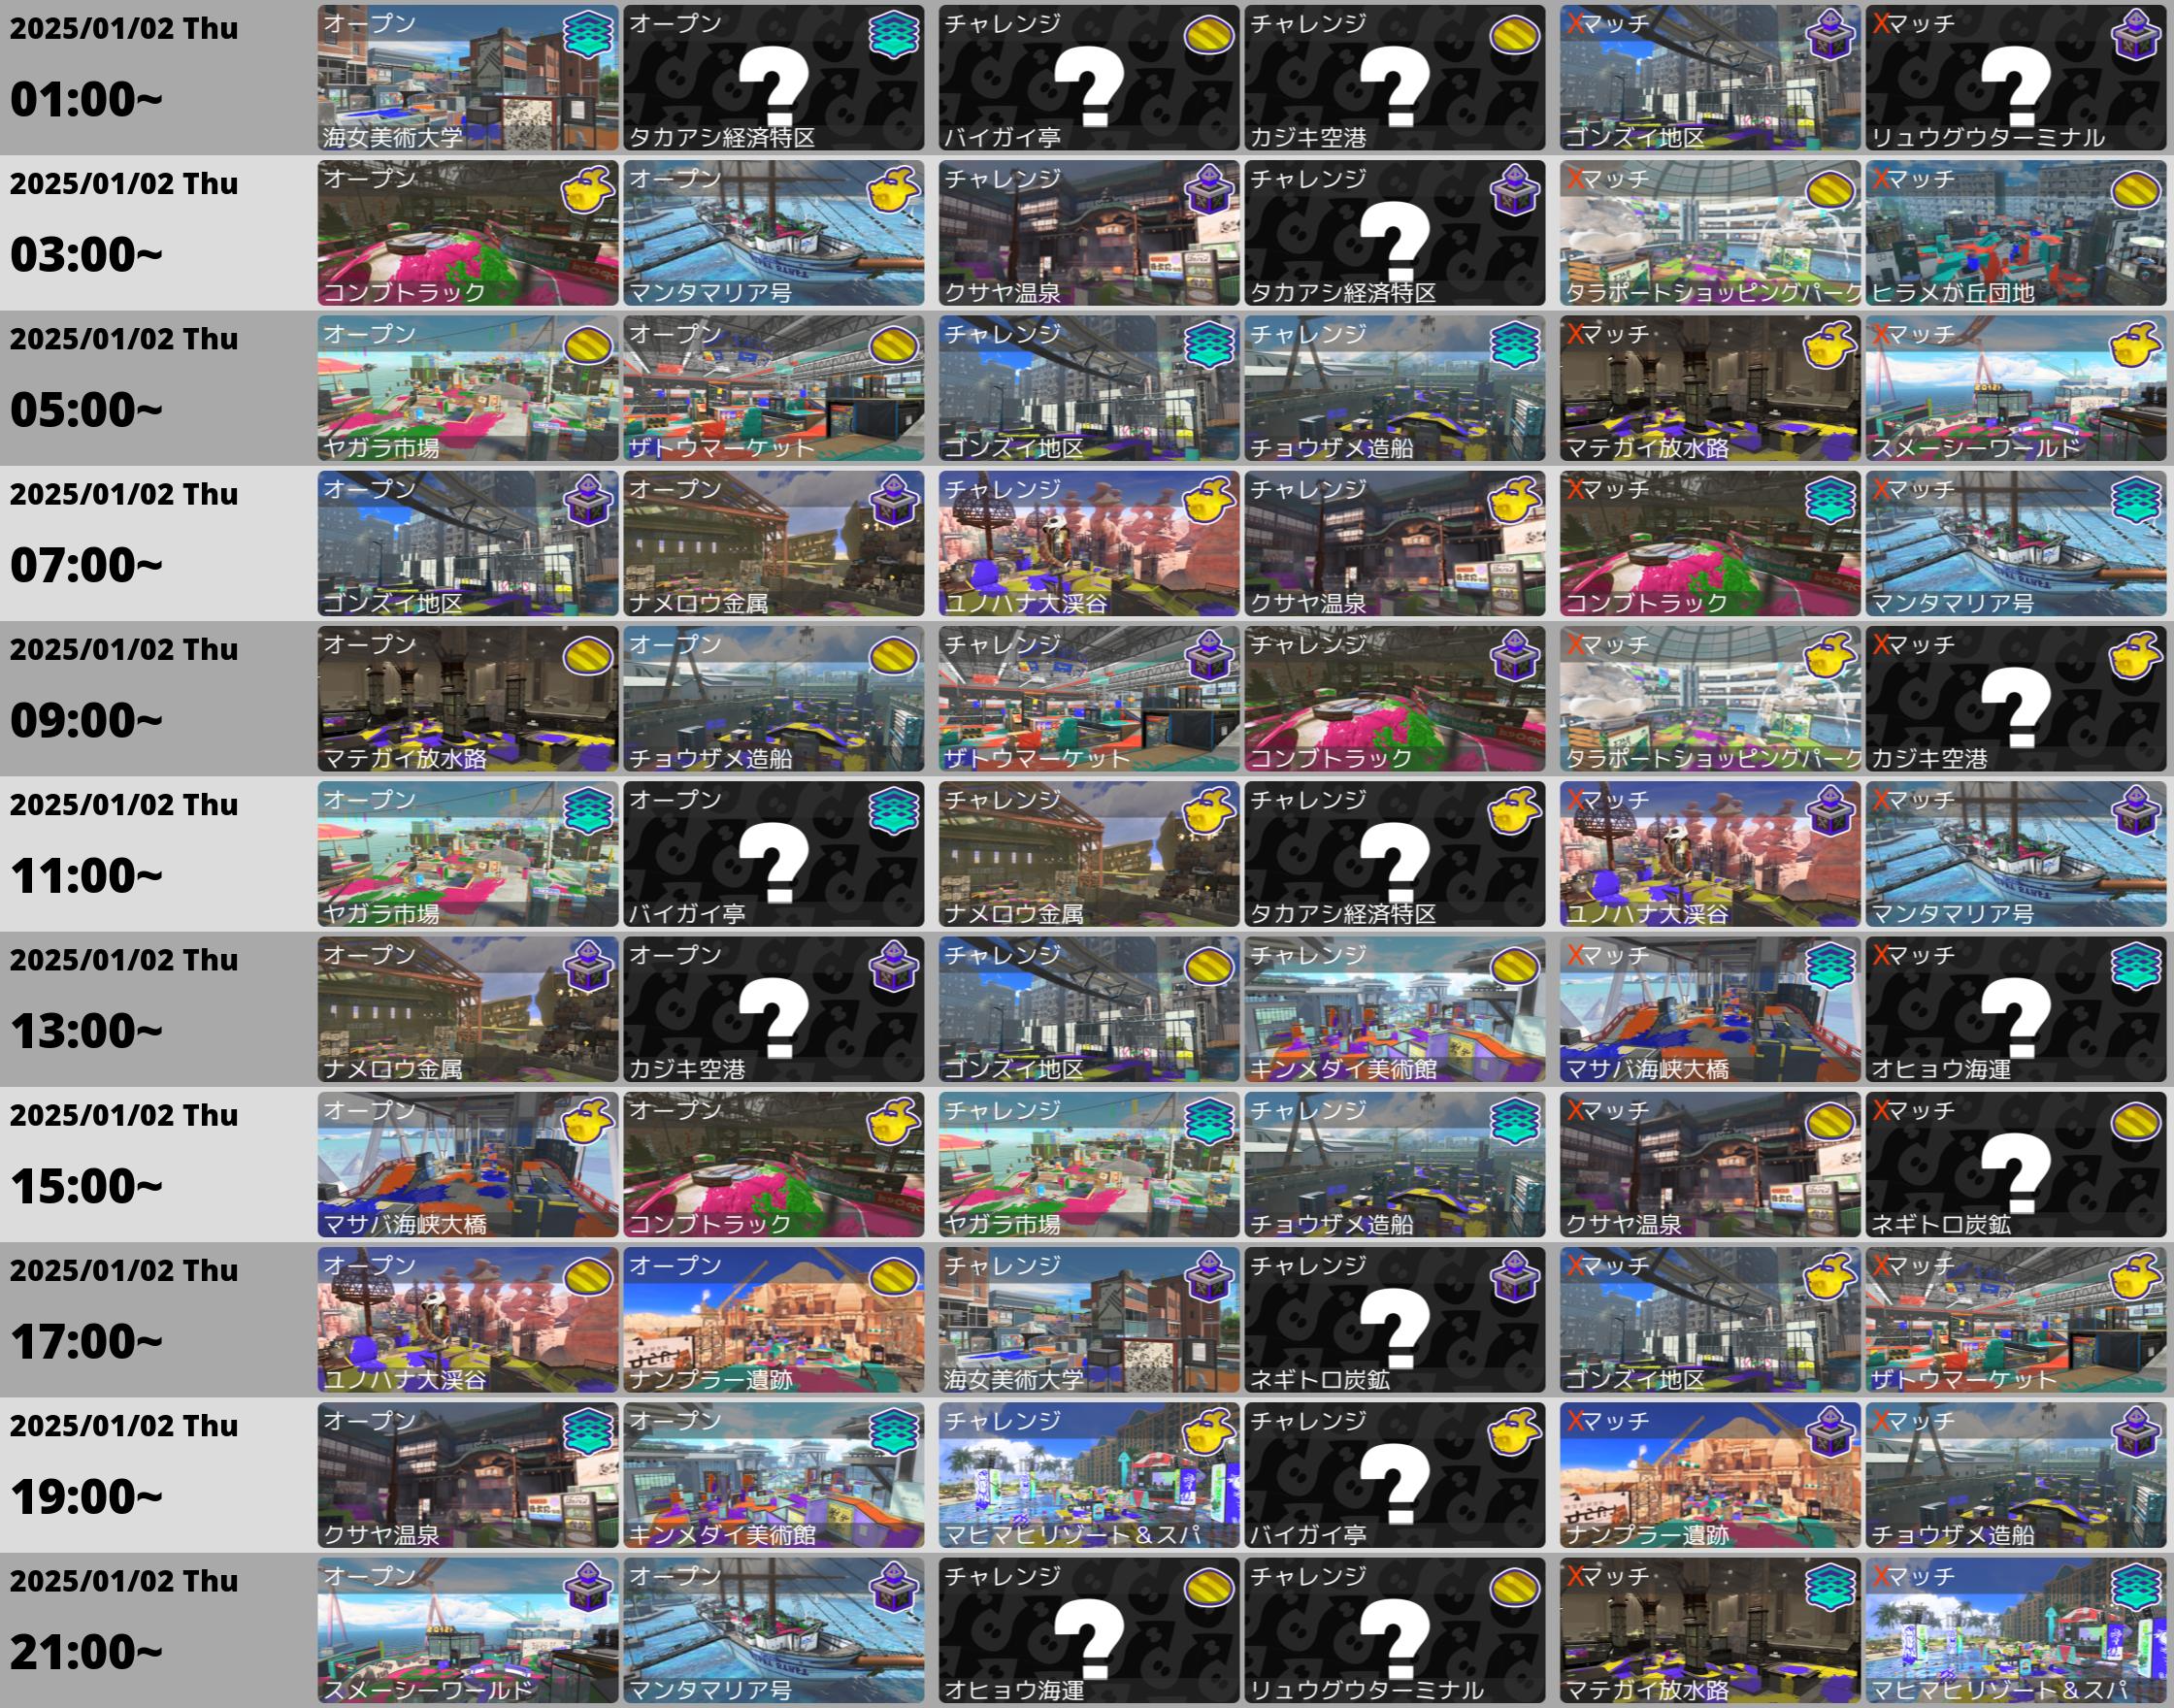 2025/01/02 Thu
01:00~
オープン
海女美術大学
オープン
タカアシ経済特区
チャレンジ
バイガイ亭
チャレンジ
カジキ空港
Xマッチ
ゴンズイ地区
Xマッチ
リュウグウターミナル
2025/01/02 Thu
03:00~
オープン
コンブトラック
オープン
マンタマリア号
チャレンジ
クサヤ温泉
チャレンジ
タカアシ経済特区
Xマッチ
タラポートショッピングパーク
Xマッチ
ヒラメが丘団地
2025/01/02 Thu
05:00~
オープン
ヤガラ市場
オープン
ザトウマーケット
チャレンジ
ゴンズイ地区
チャレンジ
チョウザメ造船
Xマッチ
マテガイ放水路
Xマッチ
スメーシーワールド
2025/01/02 Thu
07:00~
オープン
ゴンズイ地区
オープン
ナメロウ金属
チャレンジ
ユノハナ大渓谷
チャレンジ
クサヤ温泉
Xマッチ
コンブトラック
Xマッチ
マンタマリア号
2025/01/02 Thu
09:00~
オープン
マテガイ放水路
オープン
チョウザメ造船
チャレンジ
ザトウマーケット
チャレンジ
コンブトラック
Xマッチ
タラポートショッピングパーク
Xマッチ
カジキ空港
2025/01/02 Thu
11:00~
オープン
ヤガラ市場
オープン
バイガイ亭
チャレンジ
ナメロウ金属
チャレンジ
タカアシ経済特区
Xマッチ
ユノハナ大渓谷
Xマッチ
マンタマリア号
2025/01/02 Thu
13:00~
オープン
ナメロウ金属
オープン
カジキ空港
チャレンジ
ゴンズイ地区
チャレンジ
キンメダイ美術館
Xマッチ
マサバ海峡大橋
Xマッチ
オヒョウ海運
2025/01/02 Thu
15:00~
オープン
マサバ海峡大橋
オープン
コンブトラック
チャレンジ
ヤガラ市場
チャレンジ
チョウザメ造船
Xマッチ
クサヤ温泉
Xマッチ
ネギトロ炭鉱
2025/01/02 Thu
17:00~
オープン
ユノハナ大渓谷
オープン
ナンプラー遺跡
チャレンジ
海女美術大学
チャレンジ
ネギトロ炭鉱
Xマッチ
ゴンズイ地区
Xマッチ
ザトウマーケット
2025/01/02 Thu
19:00~
オープン
クサヤ温泉
オープン
キンメダイ美術館
チャレンジ
マヒマヒリゾート＆スパ
チャレンジ
バイガイ亭
Xマッチ
ナンプラー遺跡
Xマッチ
チョウザメ造船
2025/01/02 Thu
21:00~
オープン
スメーシーワールド
オープン
マンタマリア号
チャレンジ
オヒョウ海運
チャレンジ
リュウグウターミナル
Xマッチ
マテガイ放水路
Xマッチ
マヒマヒリゾート＆スパ